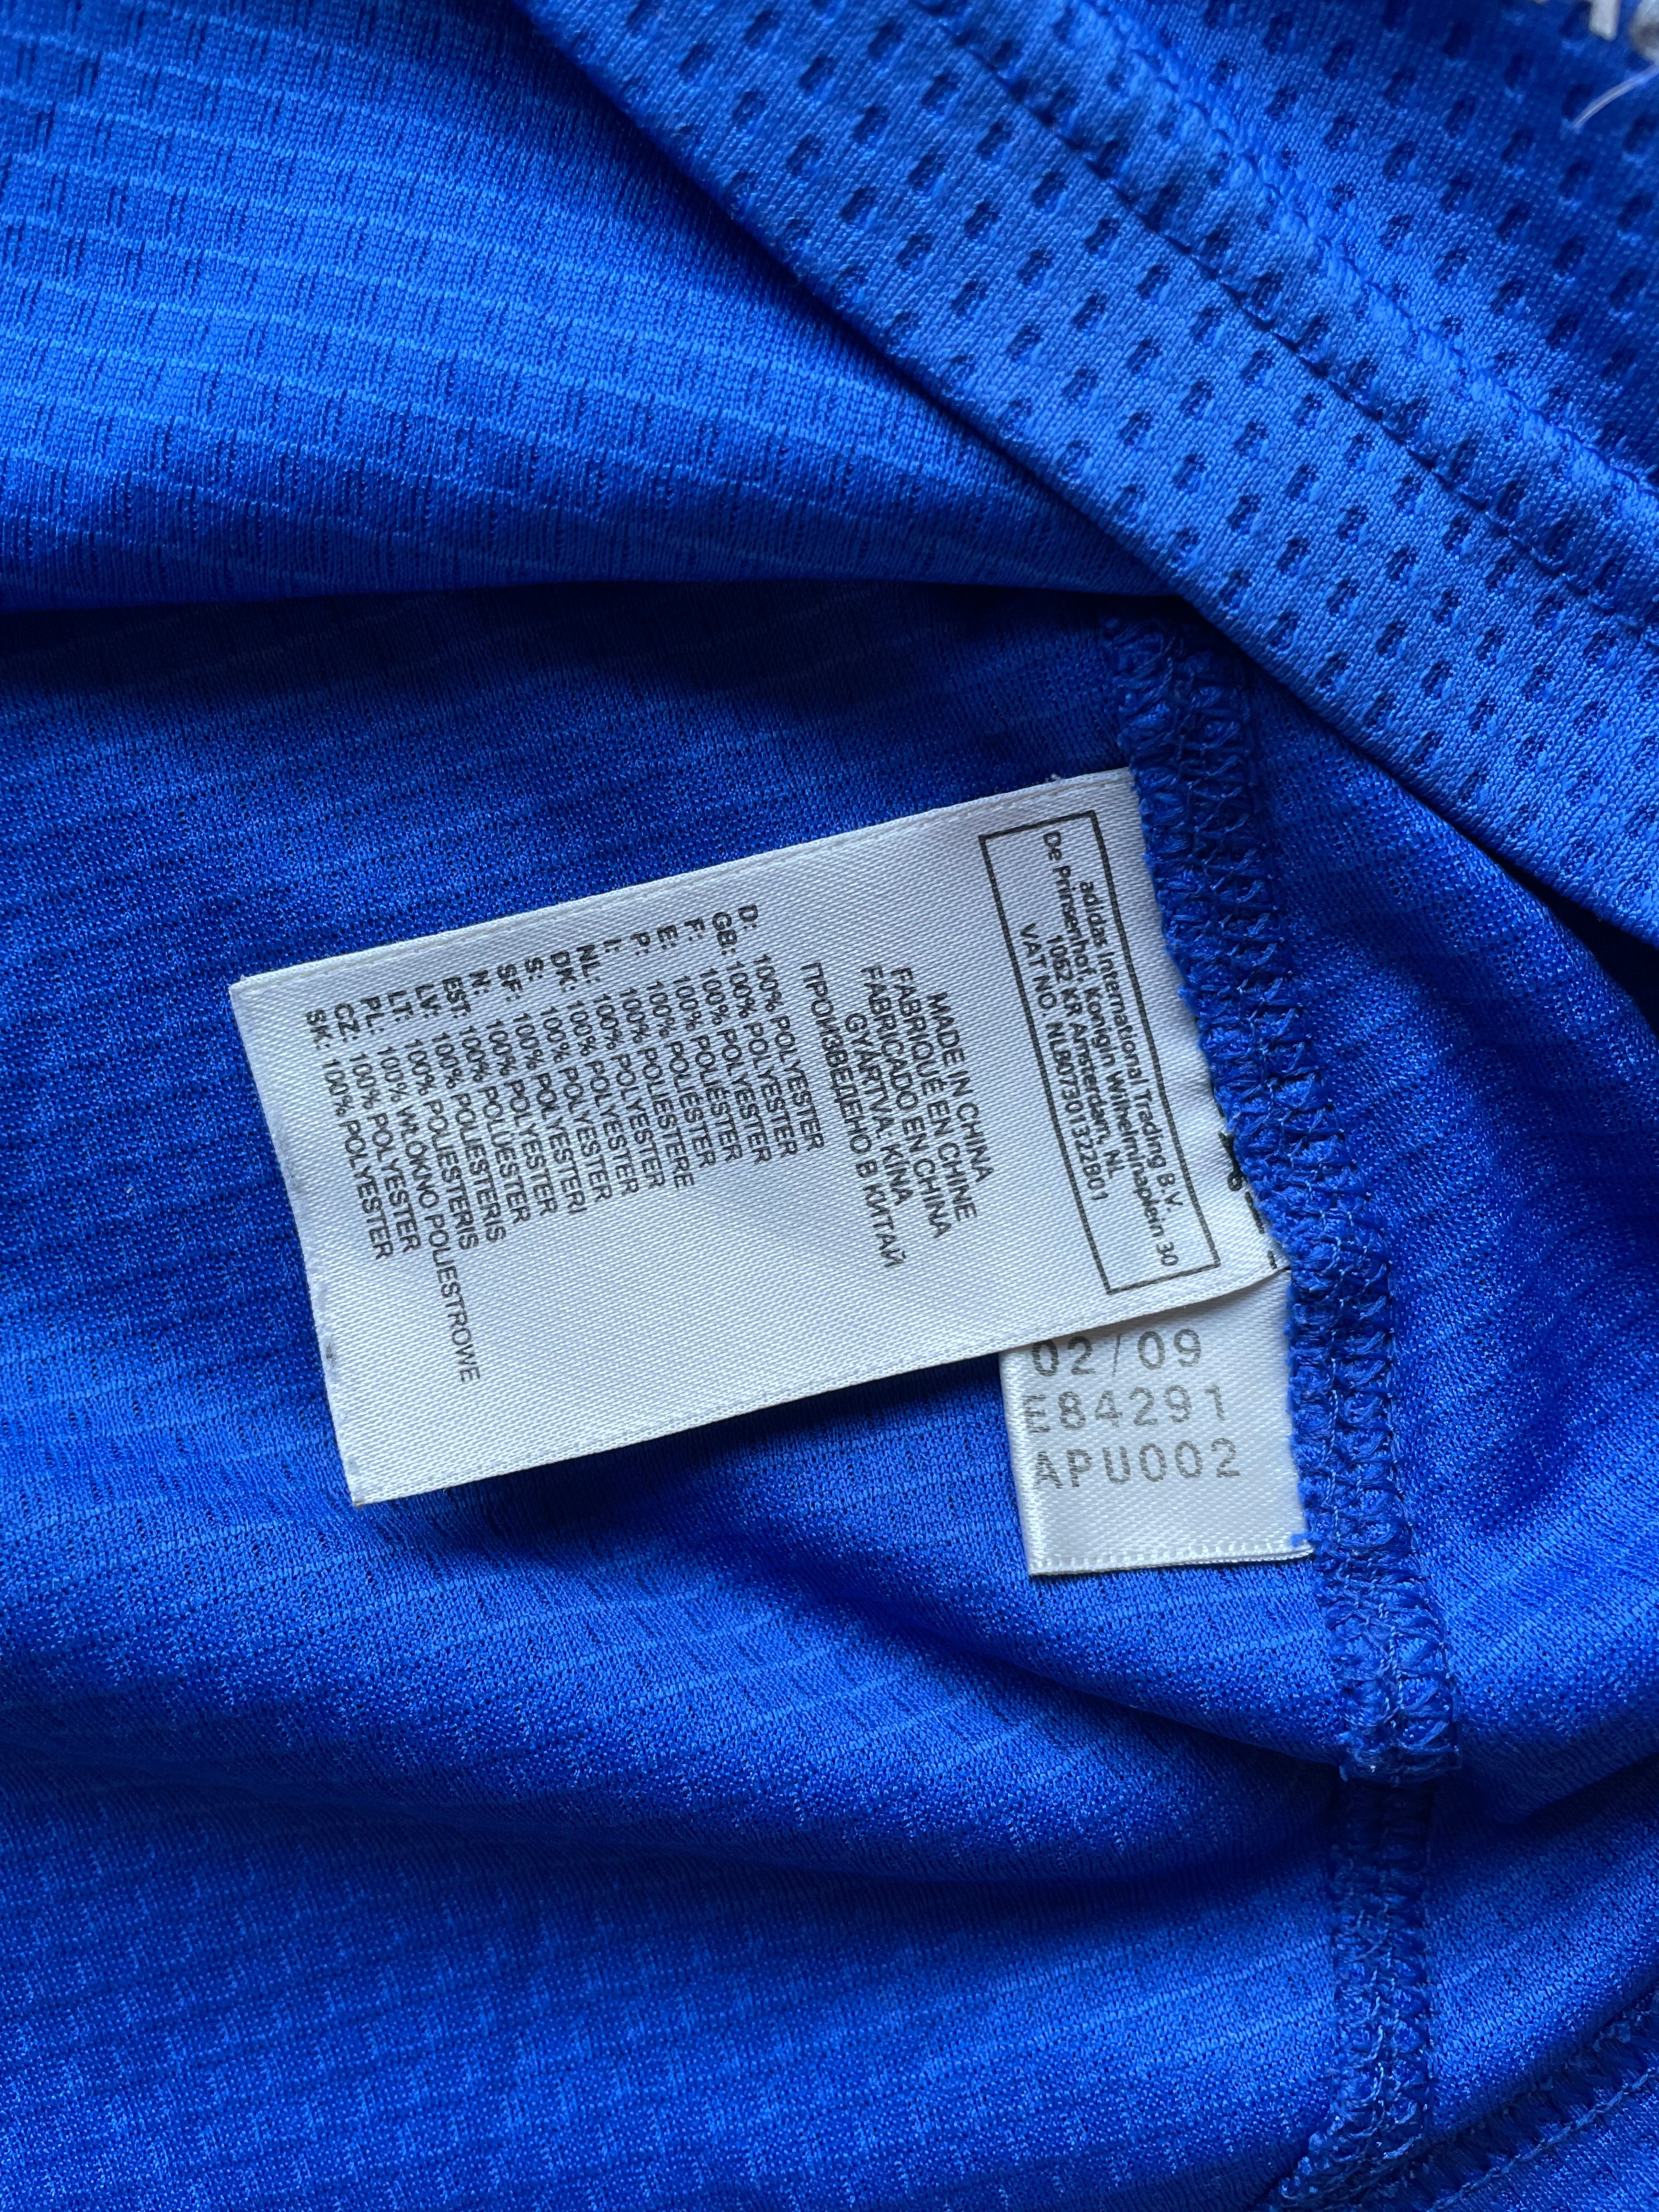 adidas International Trading B.V.
De Prinsenhof, Konigin Wilhelminaplein 30
1062 KR Amsterdam, NL
VAT NO. NL807301322B01
MADE IN CHINA
FABRIQUÉ EN CHINE
FABRICADO EN CHINA
GYÁRTVA: KÍNA
ПРОИЗВЕДЕНО В КИТАЙ
D: 100% POLYESTER
GB: 100% POLYESTER
F: 100% POLYESTER
E: 100% POLIÉSTER
P: 100% POLIÉSTER
I: 100% POLIESTERE
NL: 100% POLYESTER
DK: 100% POLYESTER
S: 100% POLYESTER
SF: 100% POLYESTERI
N: 100% POLYESTER
EST: 100% POLÜESTER
LV: 100% POLIESTERIS
LT: 100% POLIESTERIS
PL: 100% WŁÓKNO POLIESTROWE
CZ: 100% POLYESTER
SK: 100% POLYESTER
02/09
E84291
APU002